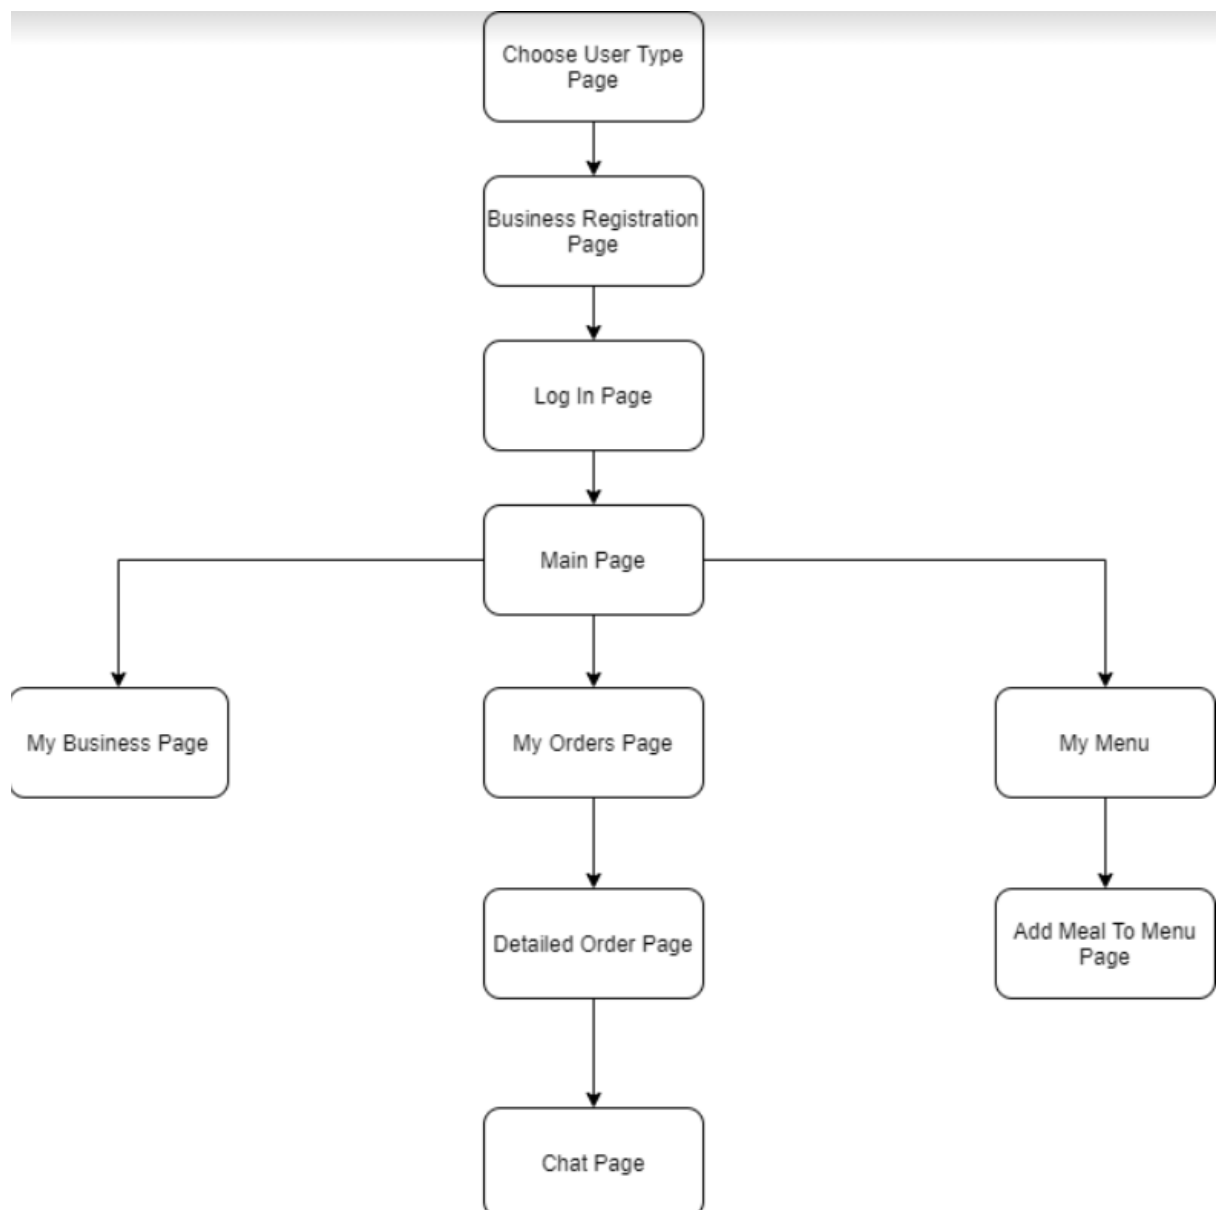 Choose User Type
Page
Business Registration
Page
Log In Page
Main Page
My Business Page
My Orders Page
My Menu
Detailed Order Page
Add Meal To Menu
Page
Chat Page